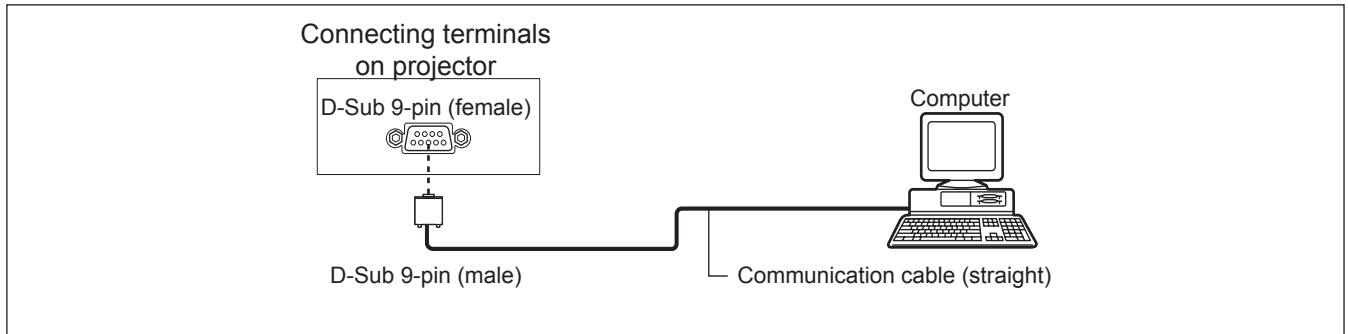 Connecting terminals
on projector
D-Sub 9-pin (female)
Computer
D-Sub 9-pin (male)
Communication cable (straight)